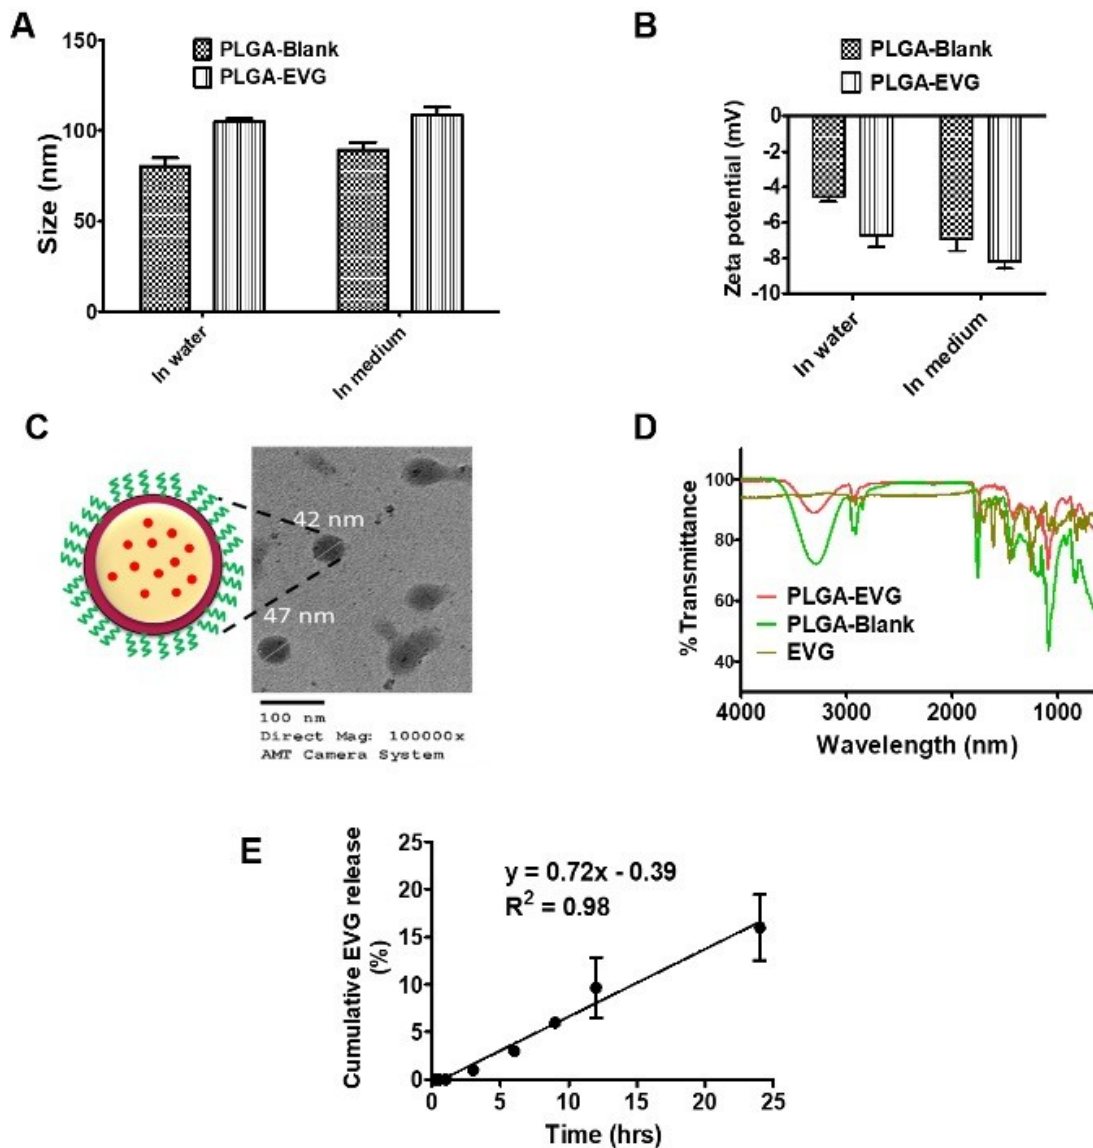 A
150
100
50
0
Size (nm)
PLGA-Blank
PLGA-EVG
In water
In medium
B
PLGA-Blank
PLGA-EVG
0
-2
-4
-6
-8
-10
Zeta potential (mV)
In water
In medium
C
42 nm
47 nm
100 nm
Direct Mag: 100000x
AMT Camera System
D
100
80
60
40
% Transmittance
PLGA-EVG
PLGA-Blank
EVG
4000 3000 2000 1000
Wavelength (nm)
E
25
20
15
10
5
0
Cumulative EVG release
(%)
y = 0.72x - 0.39
R² = 0.98
0 5 10 15 20 25
Time (hrs)